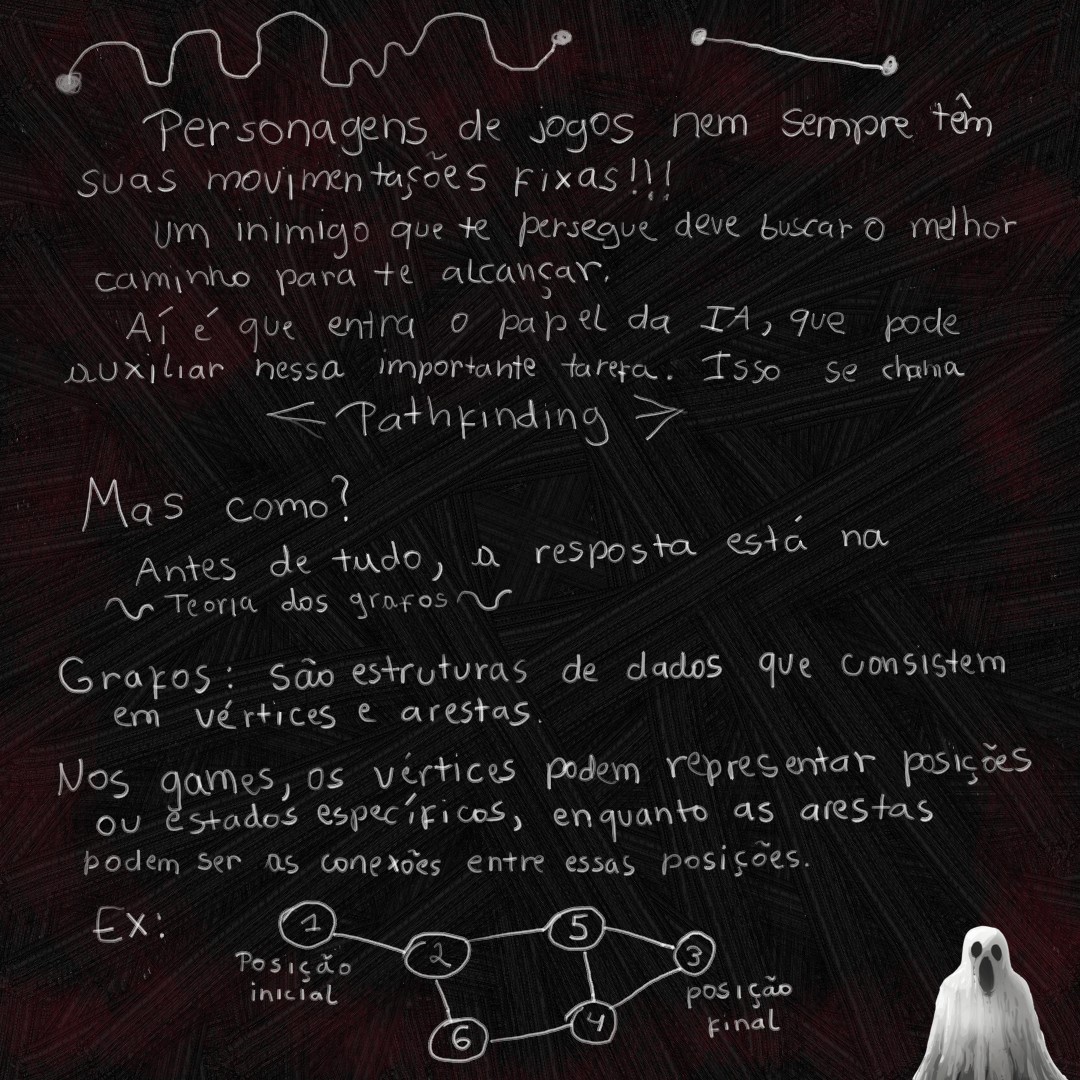 Personagens de jogos nem sempre têm
suas movimentações fixas!!!
Um inimigo que te persegue deve buscar o melhor
caminho para te alcançar.
Aí é que entra o papel da IA, que pode
auxiliar nessa importante tarefa. Isso se chama
< Pathfinding >
Mas como?
Antes de tudo, a resposta está na
~ Teoria dos grafos ~
Grafos: são estruturas de dados que consistem
em vértices e arestas.
Nos games, os vértices podem representar posições
ou estados específicos, enquanto as arestas
podem ser as conexões entre essas posições.
Ex:
1
2
5
3
Posição
inicial
posição
final
6
4